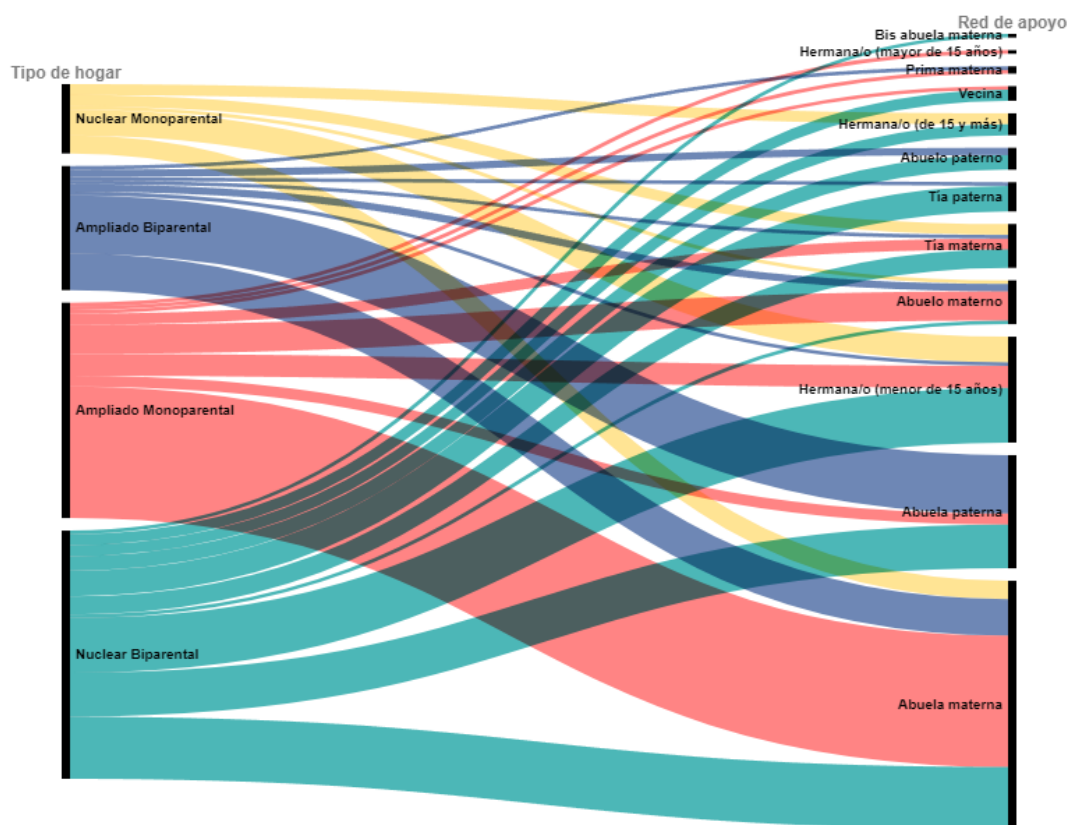 Tipo de hogar
Nuclear Monoparental
Ampliado Biparental
Ampliado Monoparental
Nuclear Biparental
Red de apoyo
Bis abuela materna
Hermana/o (mayor de 15 años)
Prima materna
Vecina
Hermana/o (de 15 y más)
Abuelo paterno
Tía paterna
Tía materna
Abuelo materno
Hermana/o (menor de 15 años)
Abuela paterna
Abuela materna